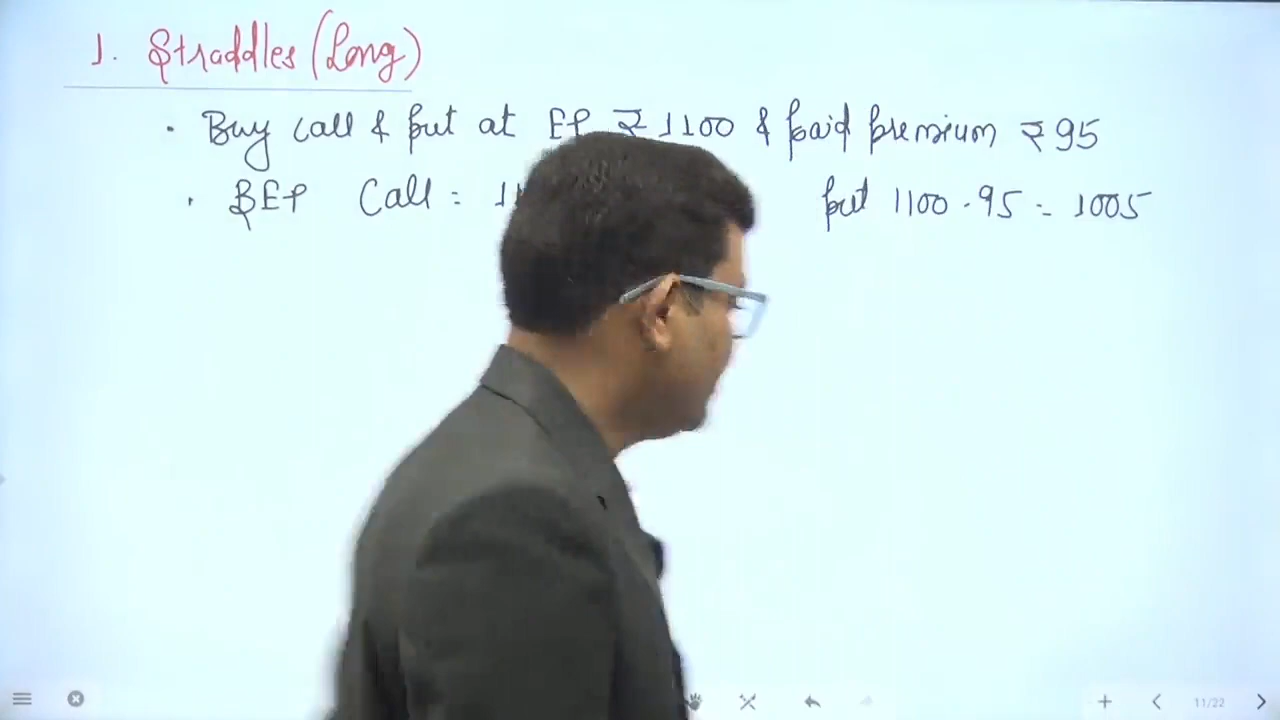 1. Straddles (Long)
• Buy call & put at EP ₹ 1100 & paid premium ₹ 95
• BEP Call = put 1100 - 95 = 1005
11/22